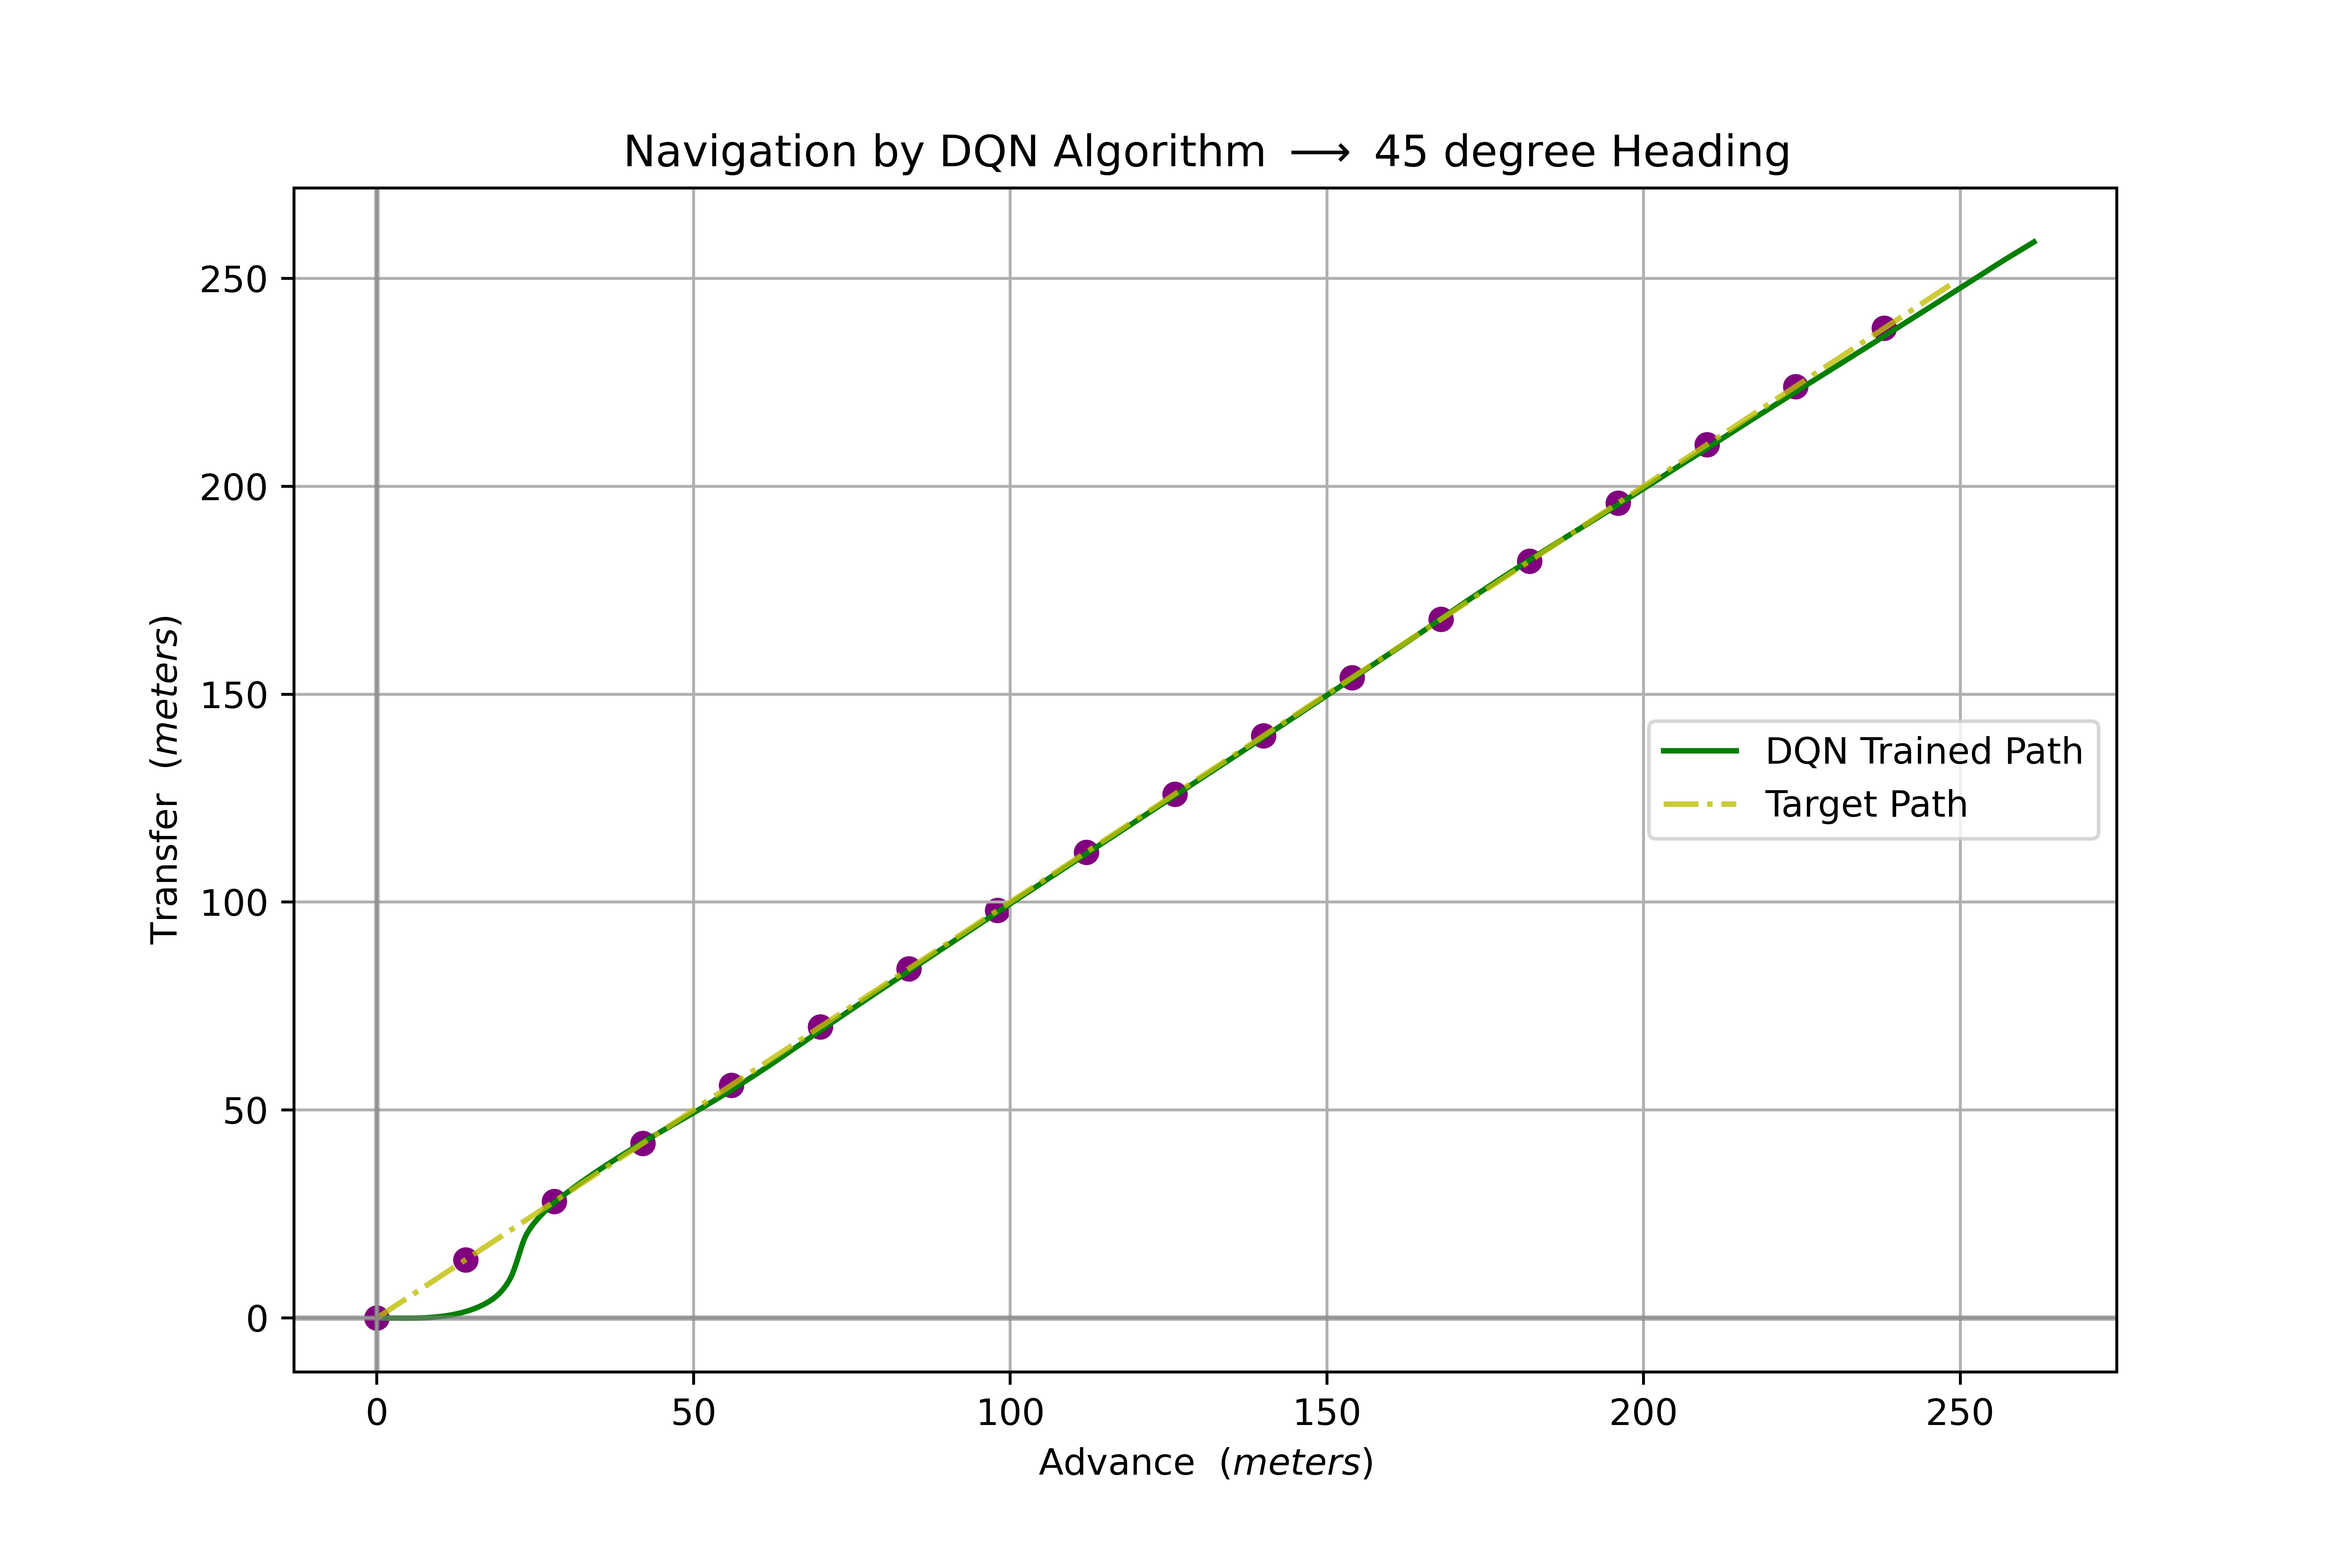 Navigation by DQN Algorithm ⟶ 45 degree Heading
250
200
150
100
50
0
Transfer (meters)
DQN Trained Path
Target Path
0 50 100 150 200 250
Advance (meters)